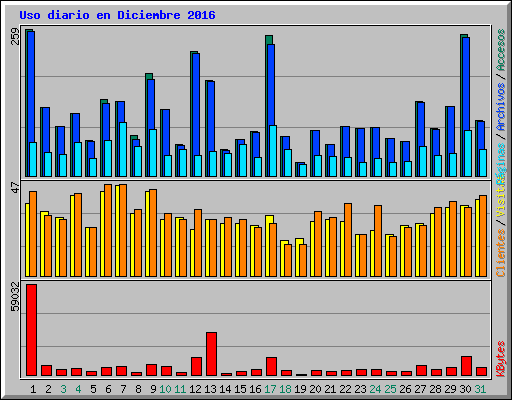 Uso diario en Diciembre 2016
259
47
59032
Clientes / Visitas
Páginas / Archivos / Accesos
KBytes
1 2 3 4 5 6 7 8 9 10 11 12 13 14 15 16 17 18 19 20 21 22 23 24 25 26 27 28 29 30 31